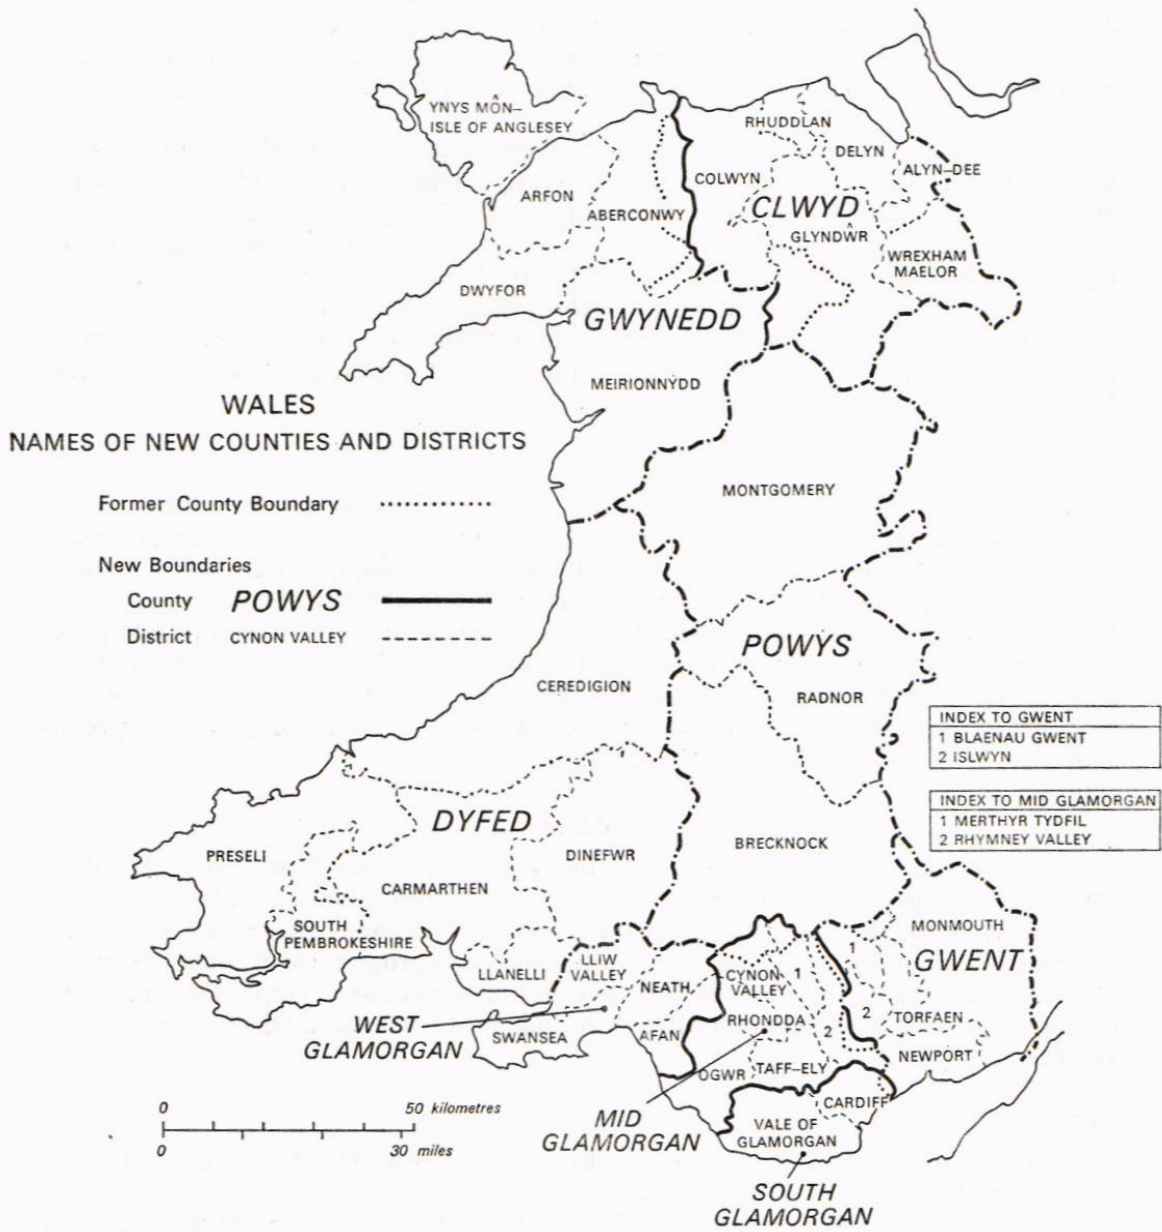 YNYS MÔN–
ISLE OF ANGLESEY
RHUDDLAN
DELYN
ALYN–DEE
COLWYN
ARFON
ABERCONWY
CLWYD
GLYNDŴR
WREXHAM
MAELOR
DWYFOR
GWYNEDD
MEIRIONNYDD
WALES
NAMES OF NEW COUNTIES AND DISTRICTS
Former County Boundary
New Boundaries
County POWYS
District CYNON VALLEY
MONTGOMERY
POWYS
CEREDIGION
RADNOR
INDEX TO GWENT
1 BLAENAU GWENT
2 ISLWYN
INDEX TO MID GLAMORGAN
1 MERTHYR TYDFIL
2 RHYMNEY VALLEY
DYFED
PRESELI
DINEFWR
BRECKNOCK
CARMARTHEN
SOUTH
PEMBROKESHIRE
LLANELLI
LLIW
VALLEY
NEATH
CYNON
VALLEY
1
1
MONMOUTH
GWENT
WEST
GLAMORGAN
SWANSEA
AFAN
RHONDDA
2
2
TORFAEN
NEWPORT
OGWR
TAFF–ELY
CARDIFF
MID
GLAMORGAN
VALE OF
GLAMORGAN
SOUTH
GLAMORGAN
0 50 kilometres
0 30 miles